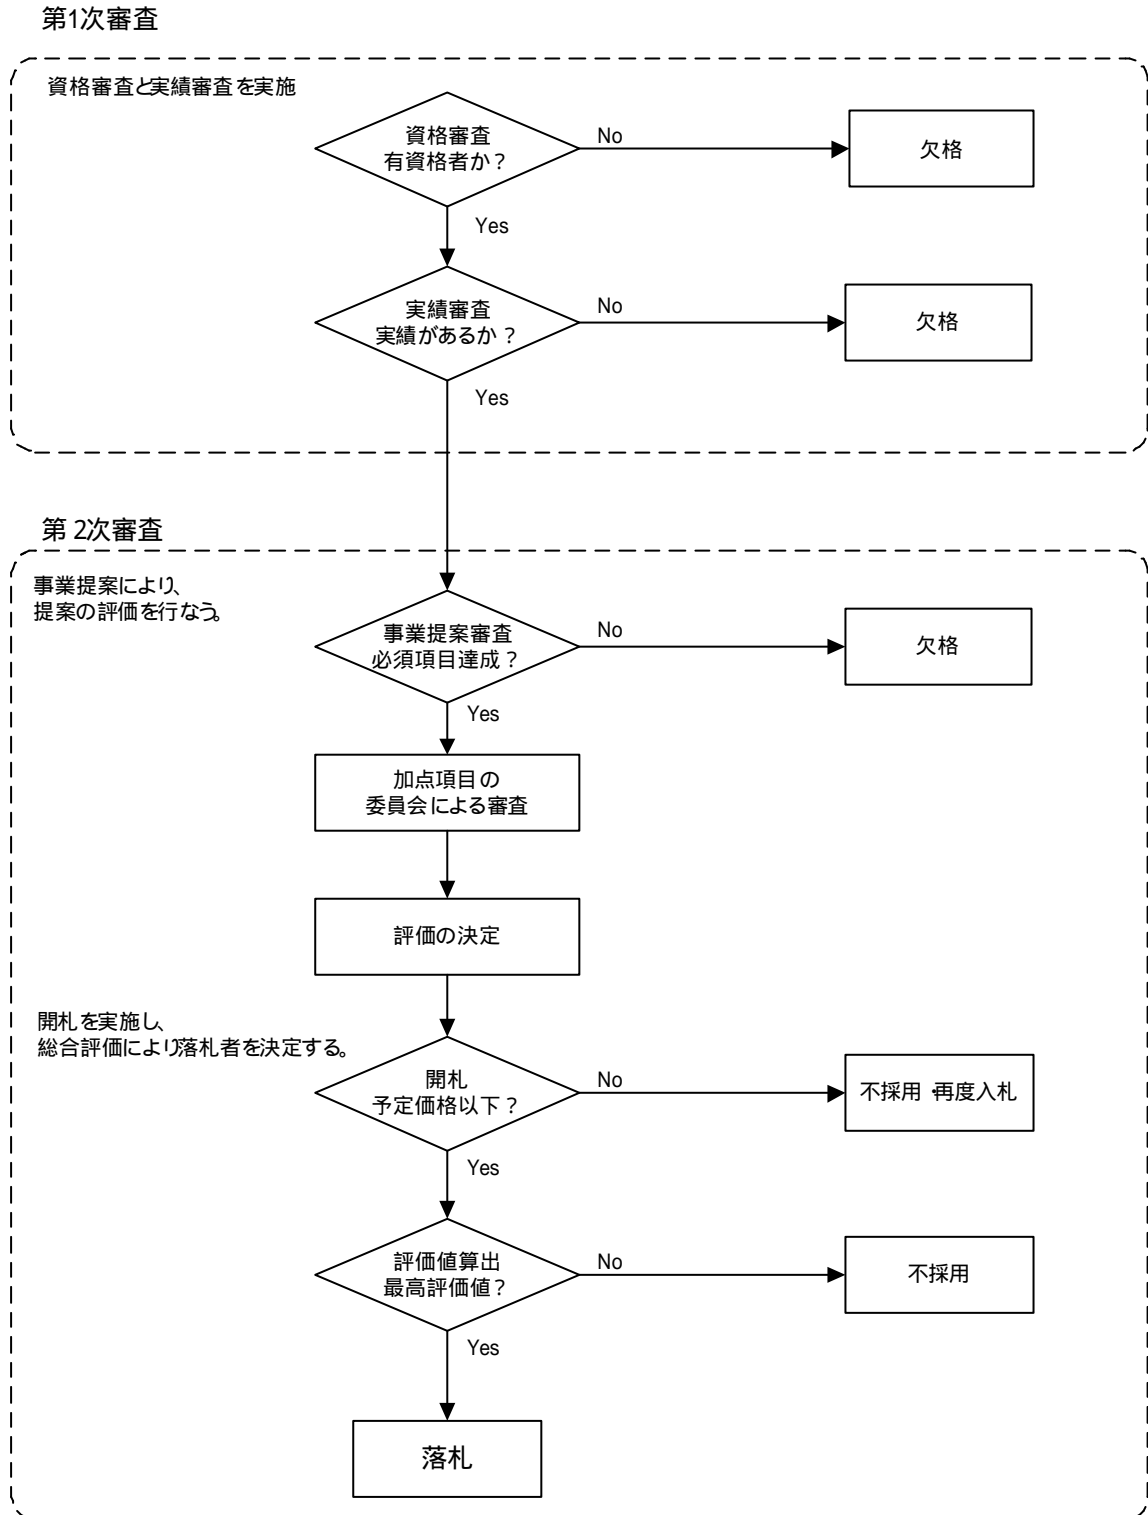 第1次審査
資格審査と実績審査を実施
資格審査
有資格者か？
No
欠格
Yes
実績審査
実績があるか？
No
欠格
Yes
第2次審査
事業提案により、
提案の評価を行なう。
事業提案審査
必須項目達成？
No
欠格
Yes
加点項目の
委員会による審査
評価の決定
開札を実施し、
総合評価により落札者を決定する。
開札
予定価格以下？
No
不採用・再度入札
Yes
評価値算出
最高評価値？
No
不採用
Yes
落札